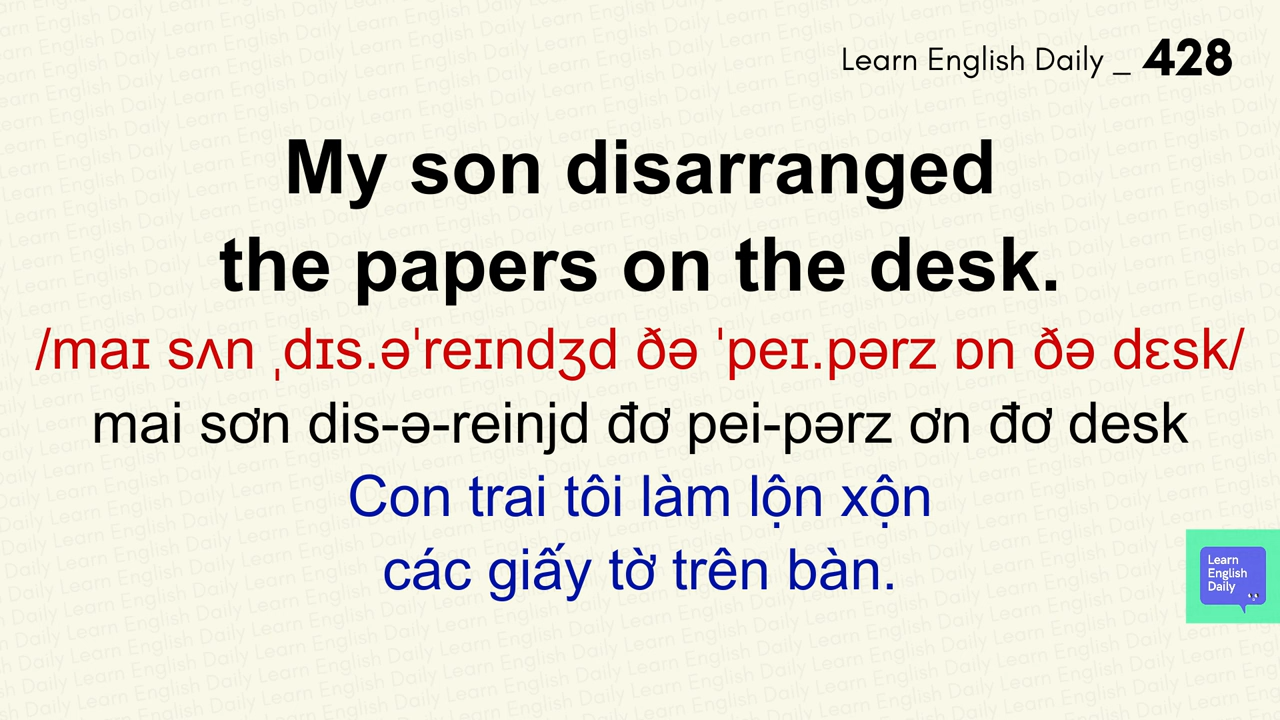 Learn English Daily _ 428
My son disarranged
the papers on the desk.
/maɪ sʌn ˌdɪs.əˈreɪndʒd ðə ˈpeɪ.pərz ɒn ðə dɛsk/
mai sơn dis-ə-reinjd đơ pei-pərz ơn đơ desk
Con trai tôi làm lộn xộn
các giấy tờ trên bàn.
Learn
English
Daily